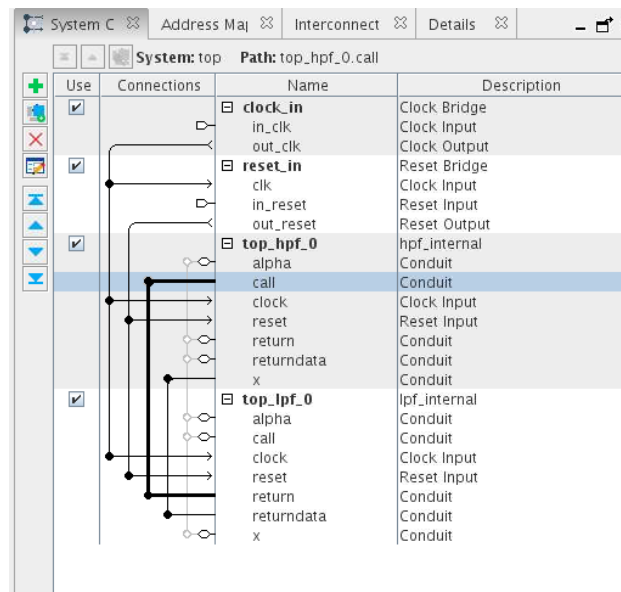 System C Address Ma Interconnect Details
System: top Path: top_hpf_0.call
Use Connections Name Description
clock_in Clock Bridge
in_clk Clock Input
out_clk Clock Output
reset_in Reset Bridge
clk Clock Input
in_reset Reset Input
out_reset Reset Output
top_hpf_0 hpf_internal
alpha Conduit
call Conduit
clock Clock Input
reset Reset Input
return Conduit
returndata Conduit
x Conduit
top_lpf_0 lpf_internal
alpha Conduit
call Conduit
clock Clock Input
reset Reset Input
return Conduit
returndata Conduit
x Conduit